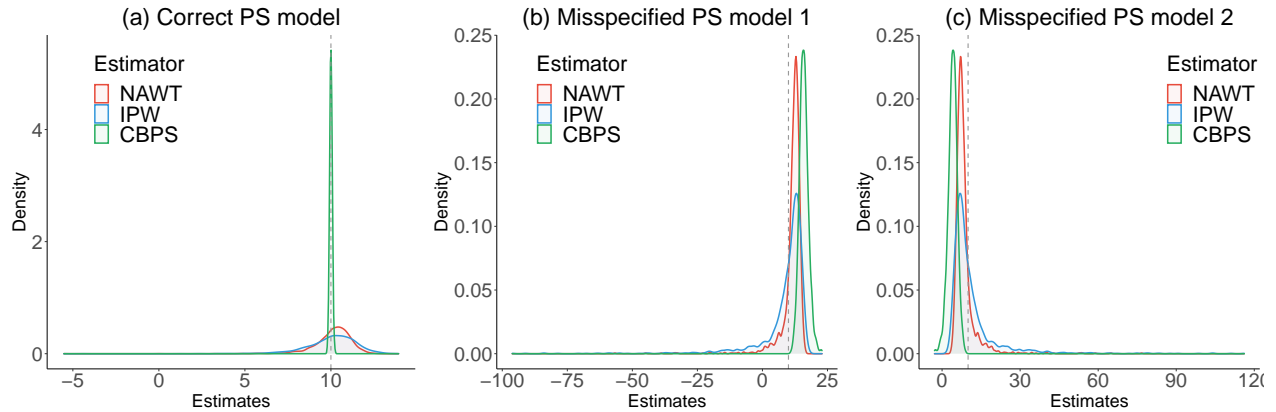 (a) Correct PS model
Density
4
2
0
Estimator
NAWT
IPW
CBPS
−5
0
5
10
Estimates
(b) Misspecified PS model 1
Density
0.25
0.20
0.15
0.10
0.05
0.00
Estimator
NAWT
IPW
CBPS
−100
−75
−50
−25
0
25
Estimates
(c) Misspecified PS model 2
Density
0.25
0.20
0.15
0.10
0.05
0.00
Estimator
NAWT
IPW
CBPS
0
30
60
90
120
Estimates